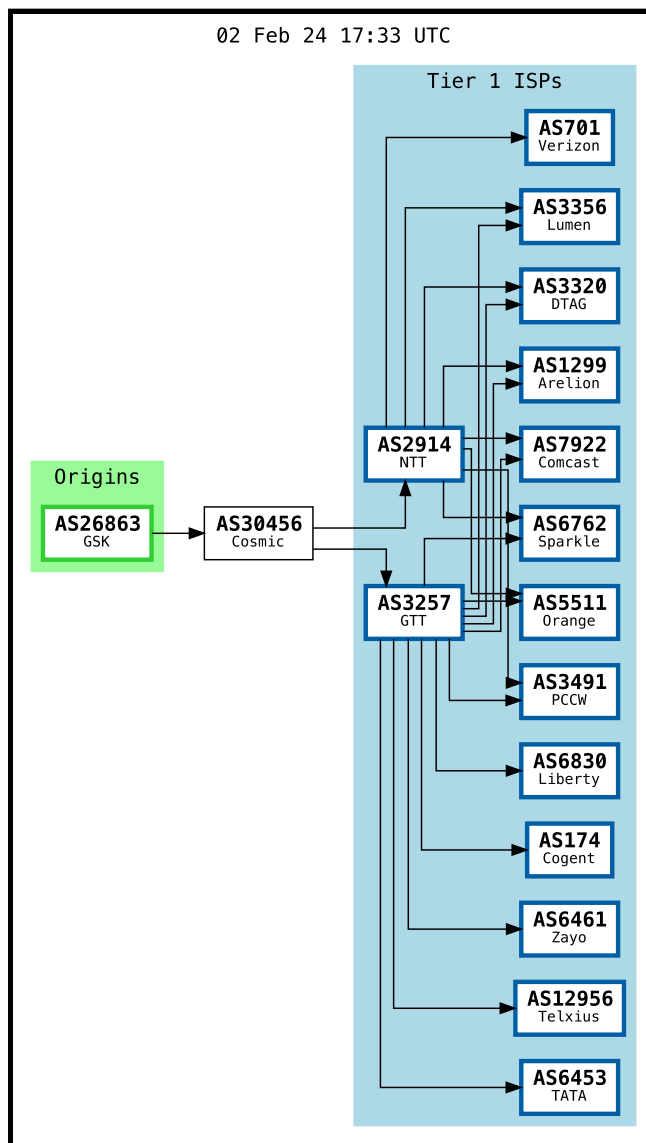 02 Feb 24 17:33 UTC
Tier 1 ISPs
AS701
Verizon
AS3356
Lumen
AS3320
DTAG
AS1299
Arelion
AS2914
NTT
AS7922
Comcast
Origins
AS26863
GSK
AS30456
Cosmic
AS6762
Sparkle
AS3257
GTT
AS5511
Orange
AS3491
PCCW
AS6830
Liberty
AS174
Cogent
AS6461
Zayo
AS12956
Telxius
AS6453
TATA